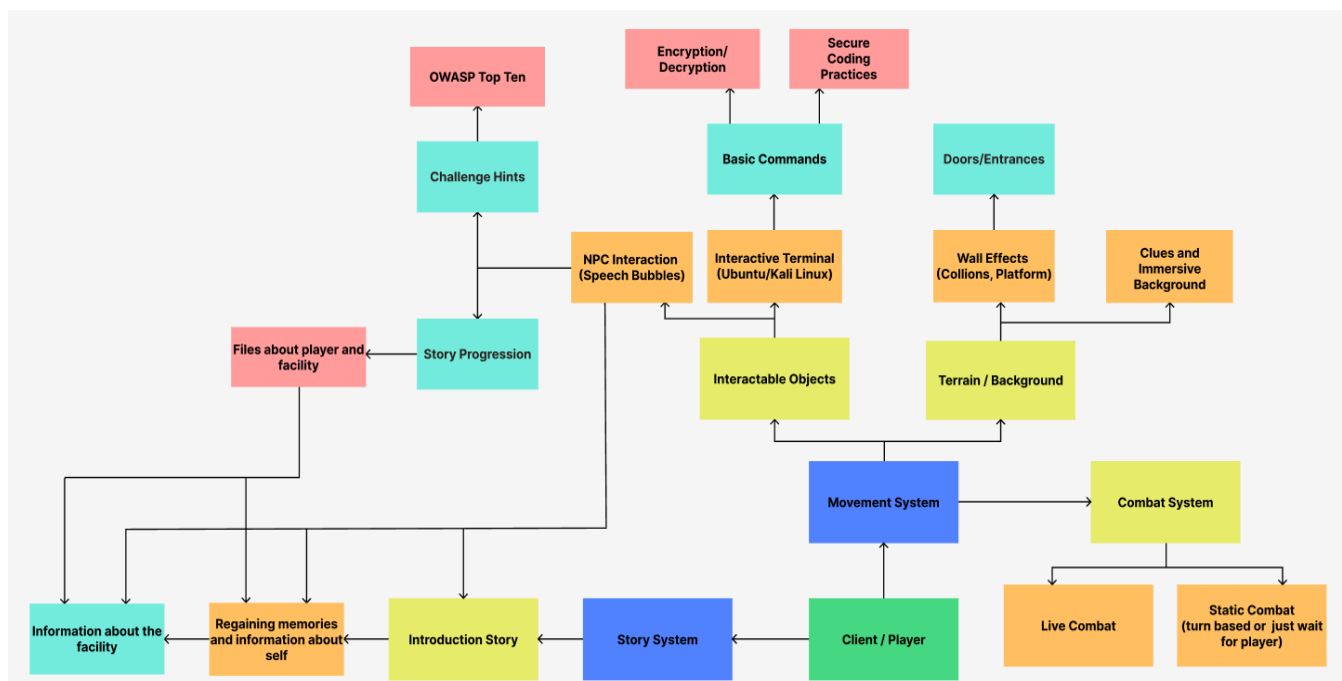 Encryption/
Decryption
Secure
Coding
Practices
OWASP Top Ten
Basic Commands
Doors/Entrances
Challenge Hints
NPC Interaction
(Speech Bubbles)
Interactive Terminal
(Ubuntu/Kali Linux)
Wall Effects
(Collions, Platform)
Clues and
Immersive
Background
Files about player and
facility
Story Progression
Interactable Objects
Terrain / Background
Movement System
Combat System
Information about the
facility
Regaining memories
and information about
self
Introduction Story
Story System
Client / Player
Live Combat
Static Combat
(turn based or just wait
for player)